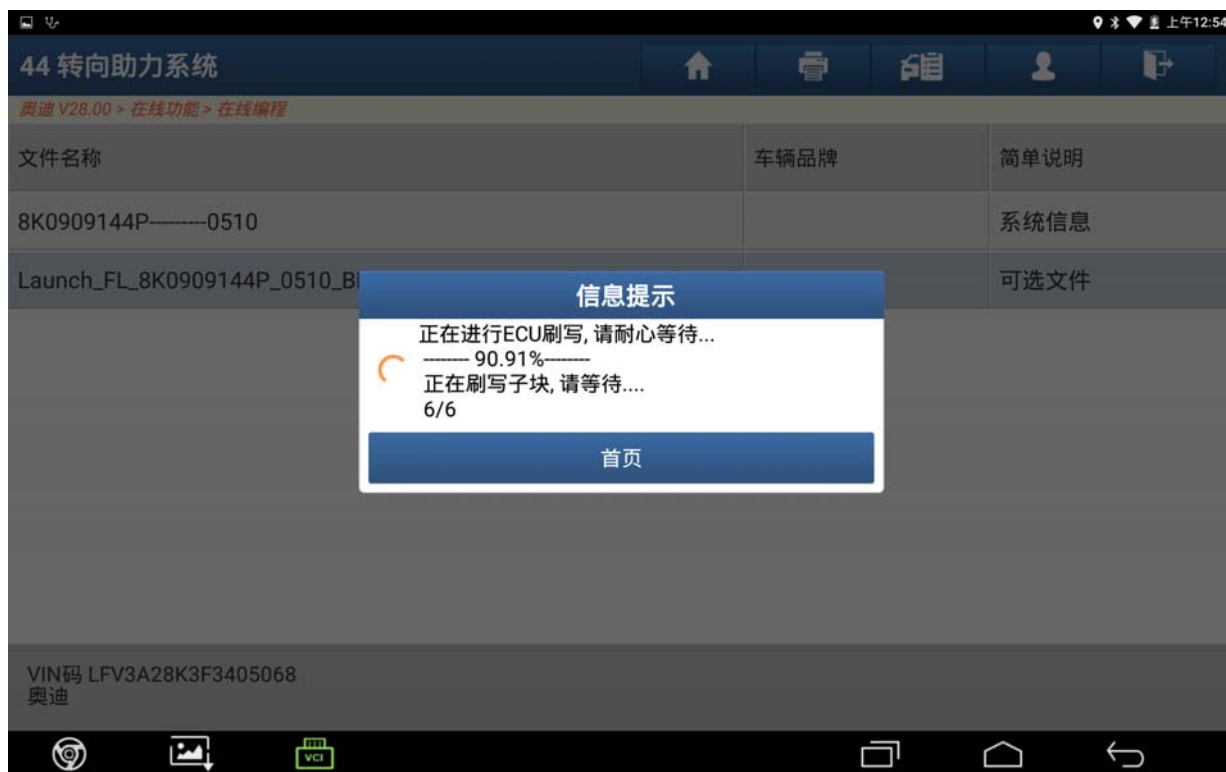 上午12:54
44 转向助力系统
奥迪 V28.00 > 在线功能 > 在线编程
文件名称 车辆品牌 简单说明
8K0909144P---------0510 系统信息
Launch_FL_8K0909144P_0510_B 可选文件
信息提示
正在进行ECU刷写, 请耐心等待...
-------- 90.91%--------
正在刷写子块, 请等待....
6/6
首页
VIN码 LFV3A28K3F3405068
奥迪
VCI